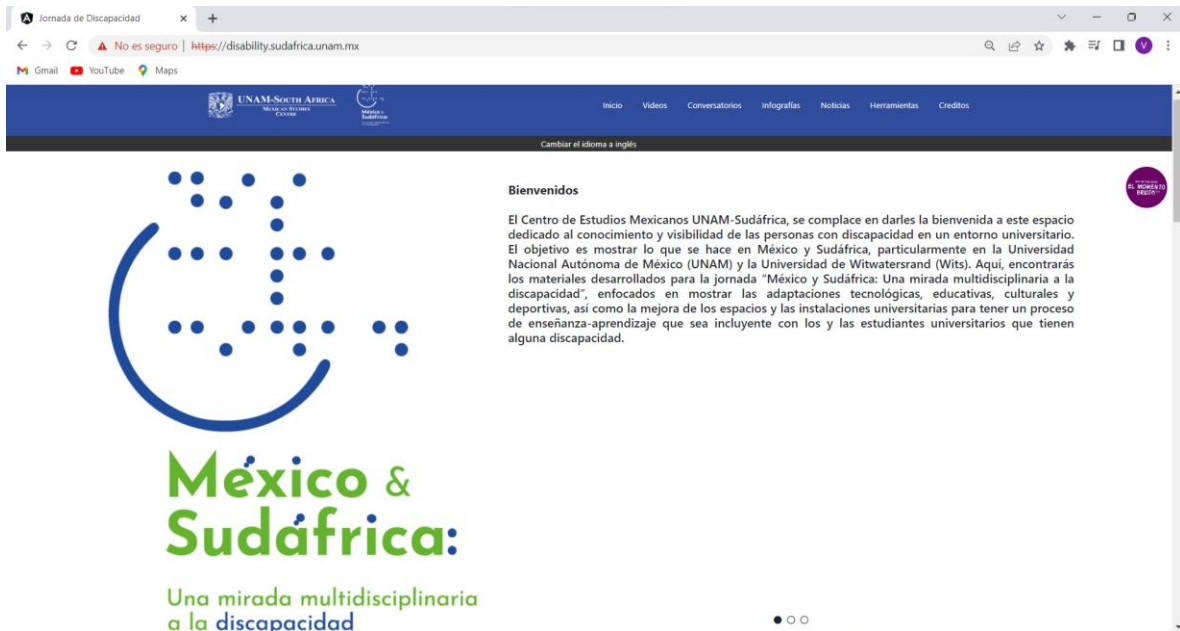 Jornada de Discapacidad
No es seguro | https://disability.sudafrica.unam.mx
Gmail YouTube Maps
UNAM-SOUTH AFRICA
MEXICAN STUDIES
CENTRE
México &
Sudáfrica:
Inicio Videos Conversatorios Infografías Noticias Herramientas Creditos
Cambiar el idioma a inglés
Bienvenidos
El Centro de Estudios Mexicanos UNAM-Sudáfrica, se complace en darles la bienvenida a este espacio
dedicado al conocimiento y visibilidad de las personas con discapacidad en un entorno universitario.
El objetivo es mostrar lo que se hace en México y Sudáfrica, particularmente en la Universidad
Nacional Autónoma de México (UNAM) y la Universidad de Witwatersrand (Wits). Aquí, encontrarás
los materiales desarrollados para la jornada "México y Sudáfrica: Una mirada multidisciplinaria a la
discapacidad", enfocados en mostrar las adaptaciones tecnológicas, educativas, culturales y
deportivas, así como la mejora de los espacios y las instalaciones universitarias para tener un proceso
de enseñanza-aprendizaje que sea incluyente con los y las estudiantes universitarios que tienen
alguna discapacidad.
EL MOMENTO
México &
Sudáfrica:
Una mirada multidisciplinaria
a la discapacidad
V